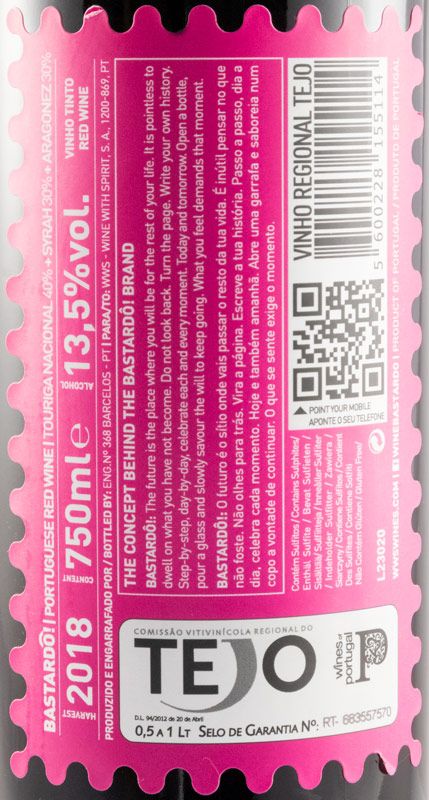 BASTARDÔ! | PORTUGUESE RED WINE | TOURIGA NACIONAL 40% + SYRAH 30% + ARAGONEZ 30%
HARVEST 2018 CONTENT 750ml℮ ALCOHOL 13,5%vol. VINHO TINTO
RED WINE
PRODUZIDO E ENGARRAFADO POR / BOTTLED BY: ENG.Nº 368 BARCELOS - PT | PARA/TO: WWS - WINE WITH SPIRIT, S. A., 1200-869, PT
THE CONCEPT BEHIND THE BASTARDÔ! BRAND
BASTARDÔ!: The future is the place where you will be for the rest of your life. It is pointless to
dwell on what you have not become. Do not look back. Turn the page. Write your own history.
Step-by-step, day-by-day, celebrate each and every moment. Today and tomorrow. Open a bottle,
pour a glass and slowly savour the will to keep going. What you feel demands that moment.
BASTARDÔ!: O futuro é o sítio onde vais passar o resto da tua vida. É inútil pensar no que
não foste. Não olhes para trás. Vira a página. Escreve a tua história. Passo a passo, dia a
dia, celebra cada momento. Hoje e também amanhã. Abre uma garrafa e saboreia num
copo a vontade de continuar. O que se sente exige o momento.
VINHO REGIONAL TEJO
5 600228 155114
POINT YOUR MOBILE
APONTE O SEU TELEMÓVEL
Contém Sulfitos / Contains Sulphites/
Enthält Sulfite / Bevat Sulfieten /
Sisältää/ Sulfiitteja / Inneholler Sulfiter
/ Indeholder Sulfitter / Zawiera /
Siarczyny / Contiene Sulfites / Contient
Des Sulfites / Contiene Solfiti
Não Contém Glúten / Gluten Free/
L23020
WWSWINES.COM | WINEBASTARDO | PRODUCT OF PORTUGAL / PRODUTO DE PORTUGAL
COMISSÃO VITIVINÍCOLA REGIONAL DO
TEJO
D.L. 94/2012 de 20 de Abril
0,5 A 1 LT SELO DE GARANTIA Nº: RT- 683557570
wines of
portugal